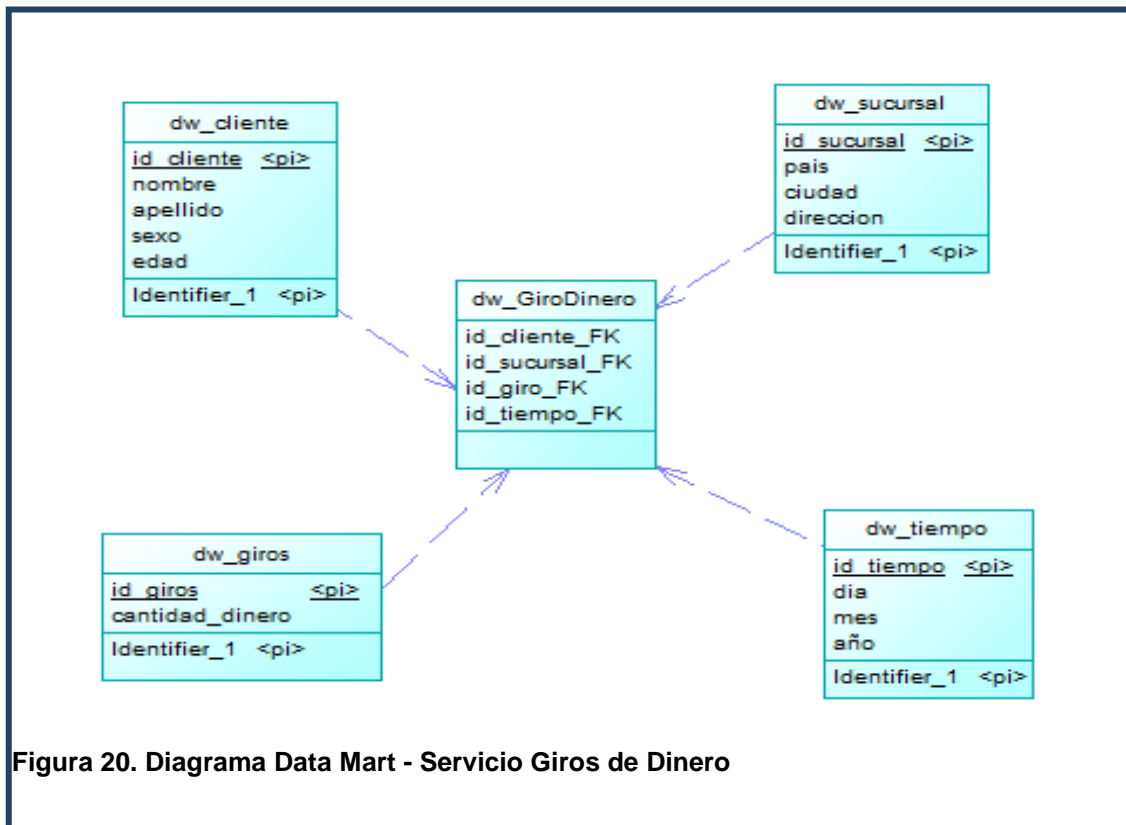 dw_cliente
id_cliente <pi>
nombre
apellido
sexo
edad
Identifier_1 <pi>
dw_sucursal
id_sucursal <pi>
pais
ciudad
direccion
Identifier_1 <pi>
dw_GiroDinero
id_cliente_FK
id_sucursal_FK
id_giro_FK
id_tiempo_FK
dw_giros
id_giros <pi>
cantidad_dinero
Identifier_1 <pi>
dw_tiempo
id_tiempo <pi>
dia
mes
año
Identifier_1 <pi>
Figura 20. Diagrama Data Mart - Servicio Giros de Dinero